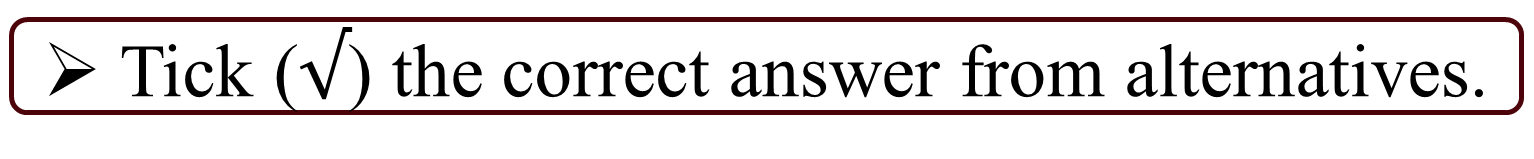 ➢ Tick (√) the correct answer from alternatives.